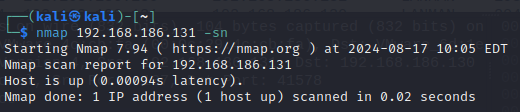 (kali㉿kali)-[~]
$ nmap 192.168.186.131 -sn
Starting Nmap 7.94 ( https://nmap.org ) at 2024-08-17 10:05 EDT
Nmap scan report for 192.168.186.131
Host is up (0.00094s latency).
Nmap done: 1 IP address (1 host up) scanned in 0.02 seconds